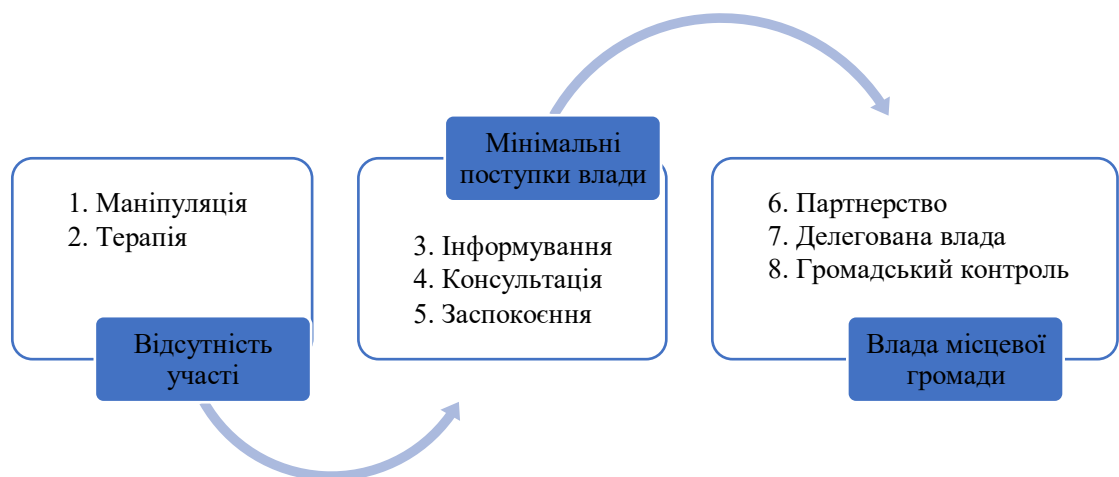 1. Маніпуляція
2. Терапія
Відсутність
участі
Мінімальні
поступки влади
3. Інформування
4. Консультація
5. Заспокоєння
6. Партнерство
7. Делегована влада
8. Громадський контроль
Влада місцевої
громади